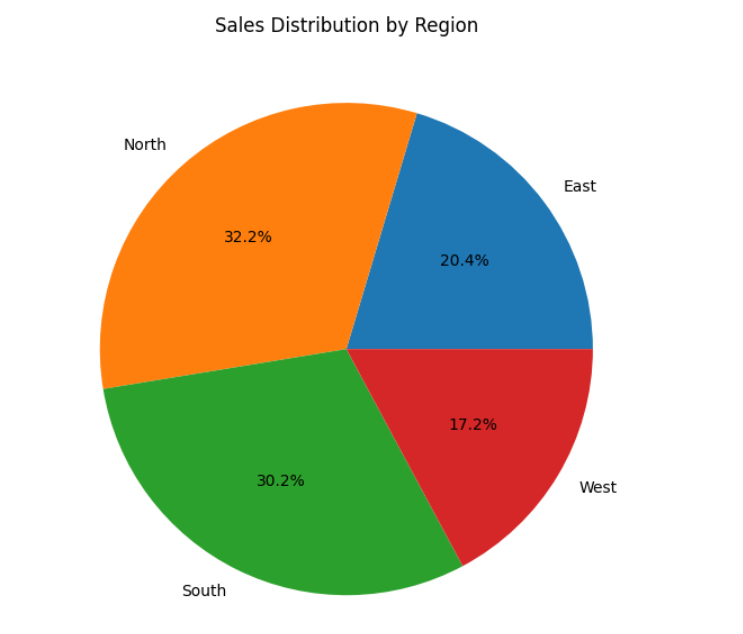 Sales Distribution by Region
North
East
32.2%
20.4%
17.2%
30.2%
West
South